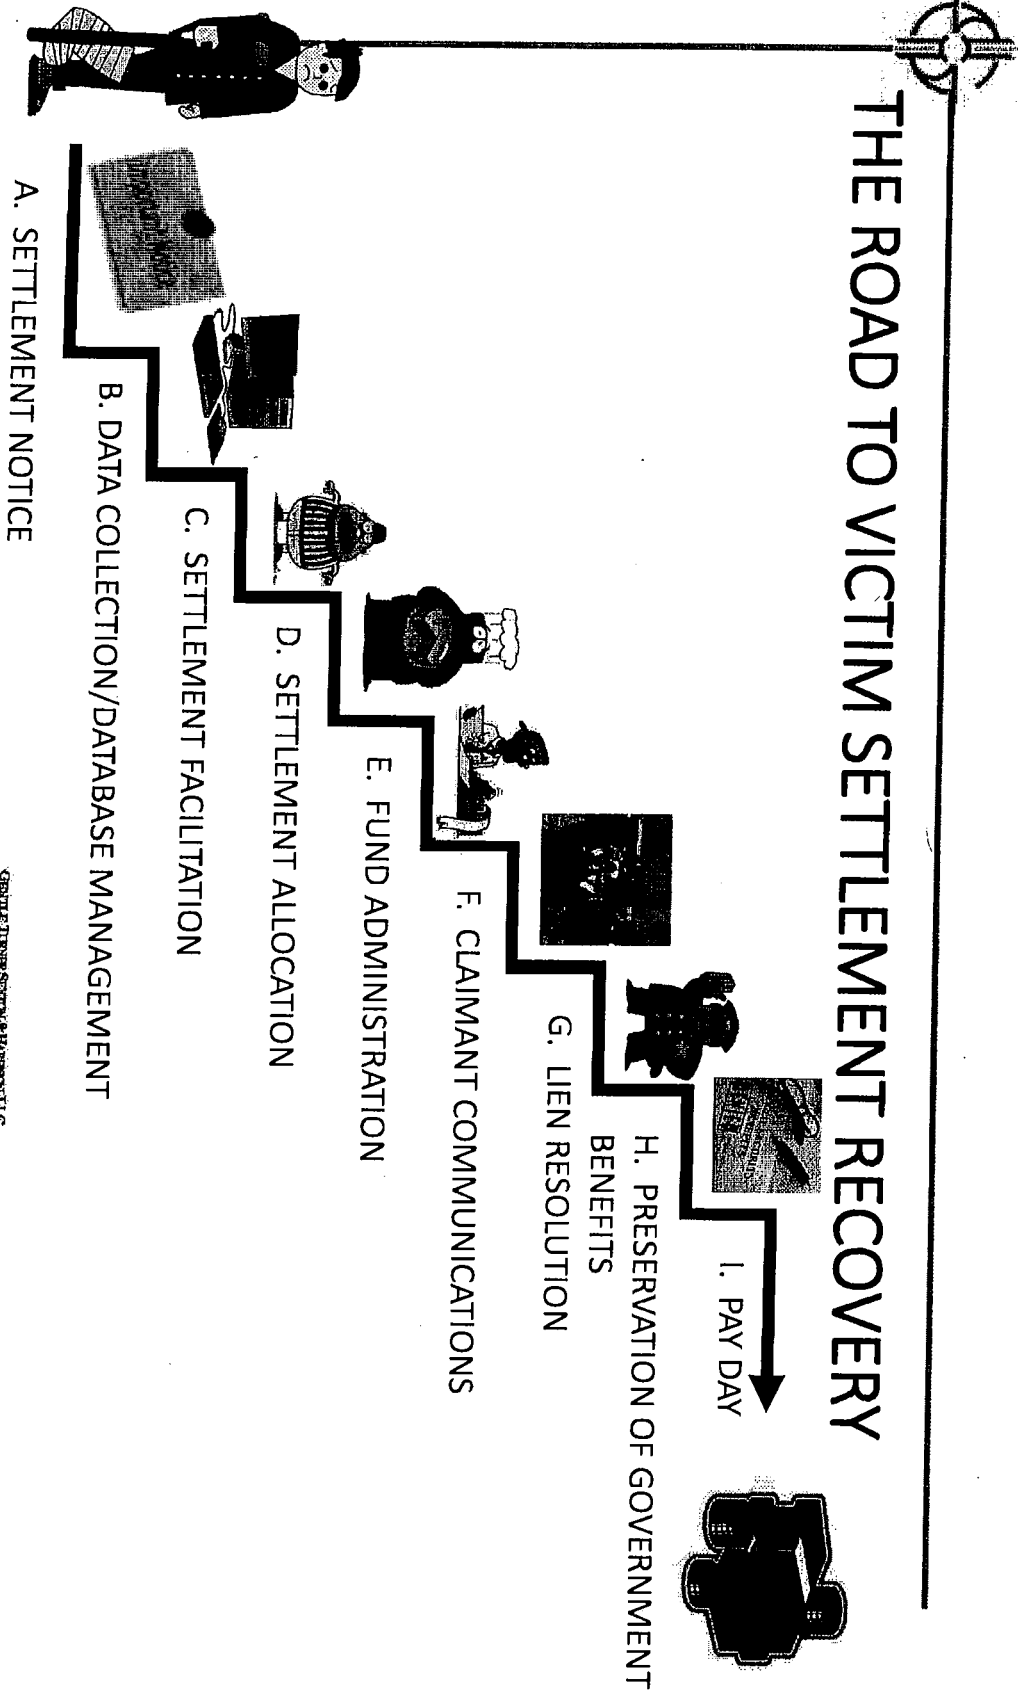 THE ROAD TO VICTIM SETTLEMENT RECOVERY
A. SETTLEMENT NOTICE
B. DATA COLLECTION/DATABASE MANAGEMENT
C. SETTLEMENT FACILITATION
D. SETTLEMENT ALLOCATION
E. FUND ADMINISTRATION
F. CLAIMANT COMMUNICATIONS
G. LIEN RESOLUTION
H. PRESERVATION OF GOVERNMENT
BENEFITS
I. PAY DAY